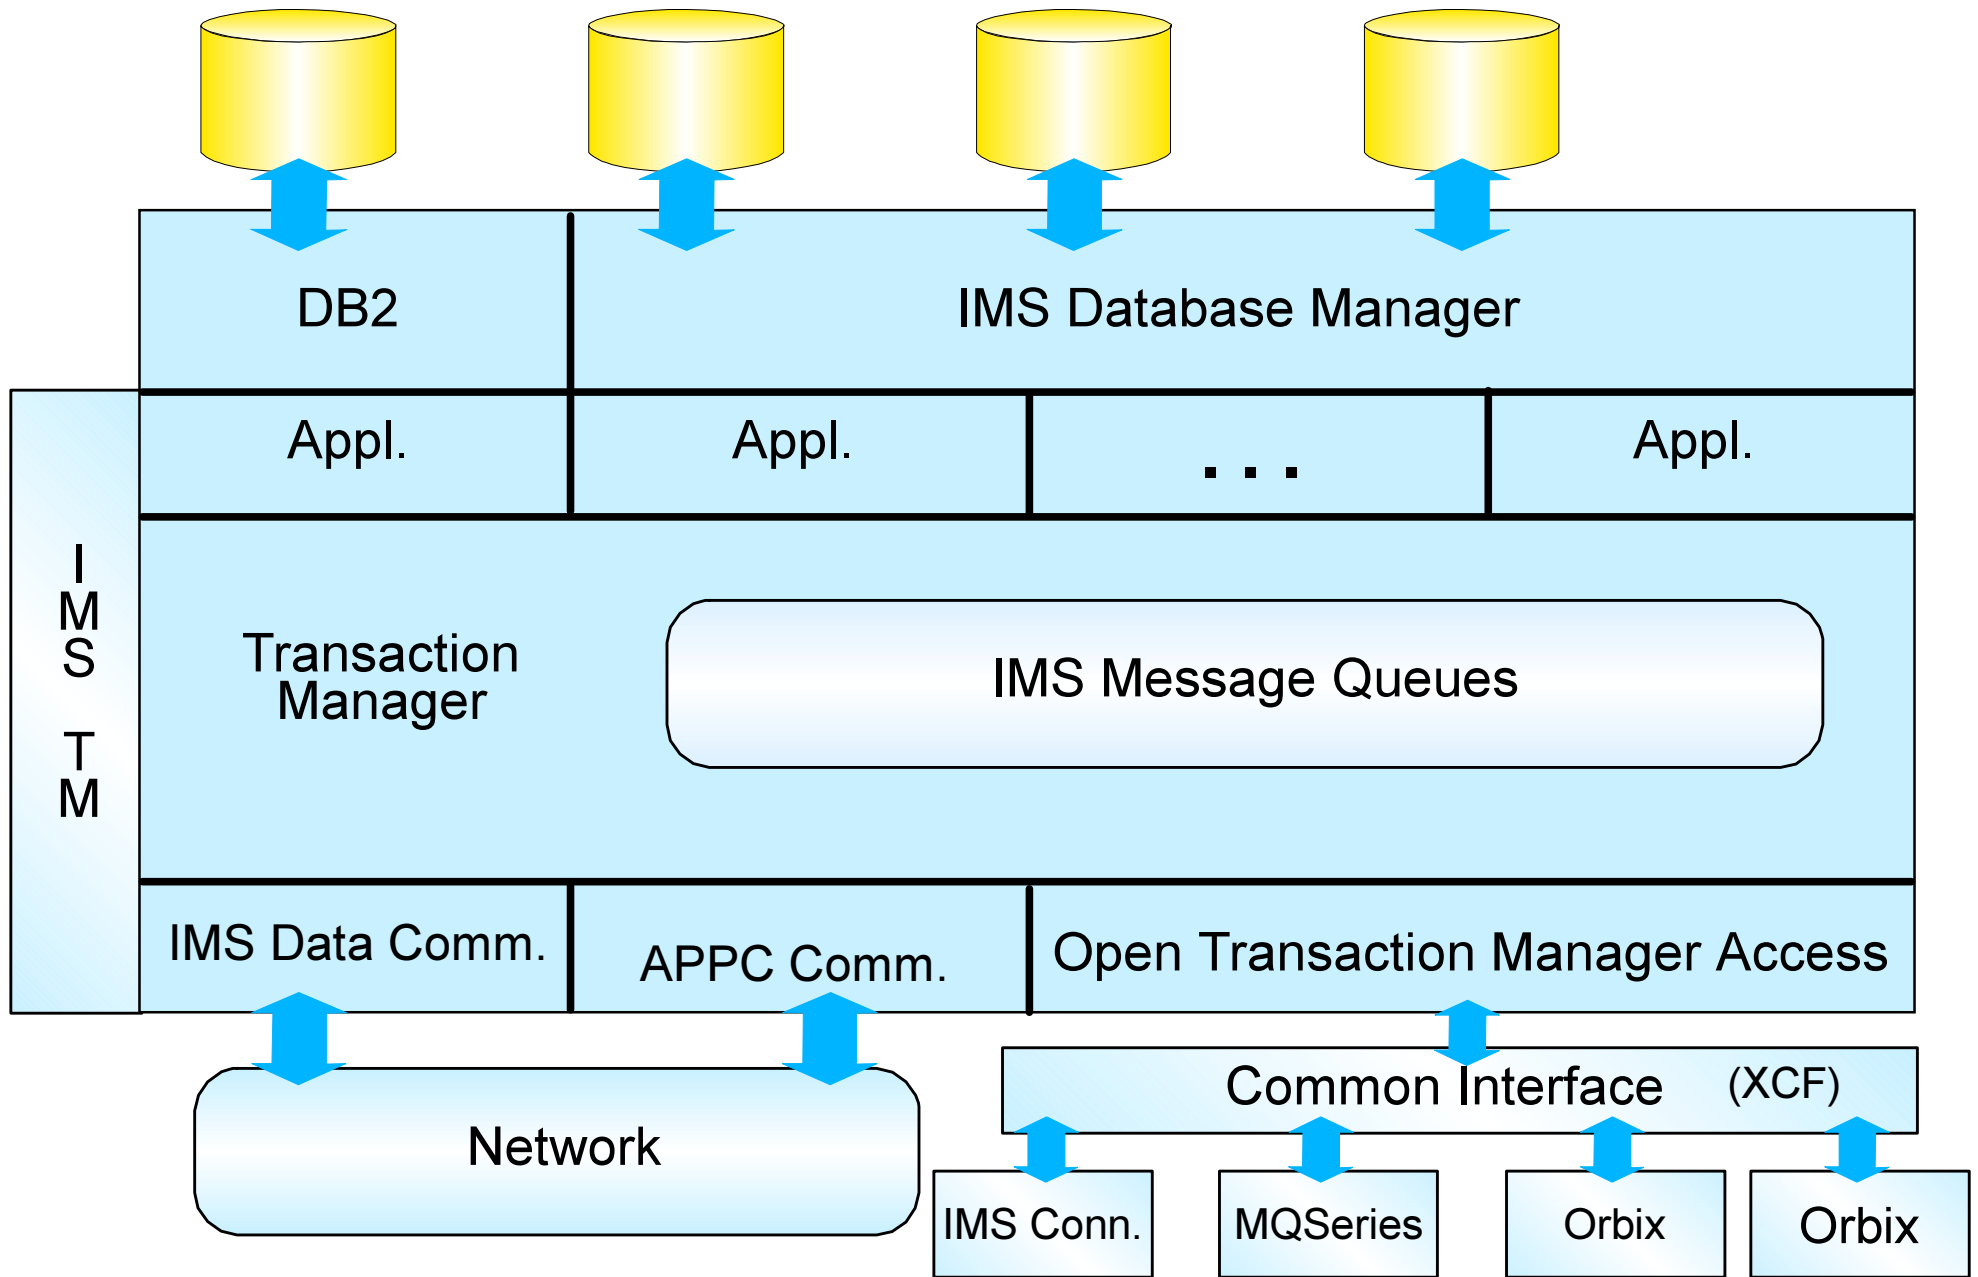 DB2
IMS Database Manager
Appl.
Appl.
. . .
Appl.
I
M
S
T
M
Transaction
Manager
IMS Message Queues
IMS Data Comm.
APPC Comm.
Open Transaction Manager Access
Common Interface
(XCF)
Network
IMS Conn.
MQSeries
Orbix
Orbix